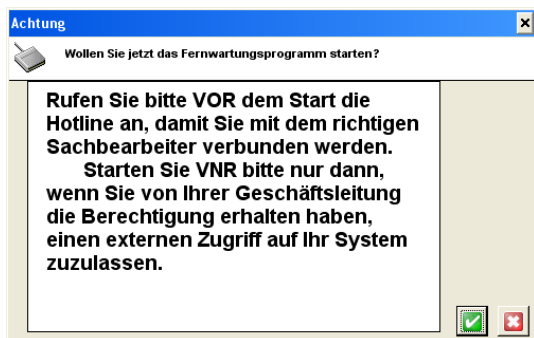 Achtung
Wollen Sie jetzt das Fernwartungsprogramm starten?
Rufen Sie bitte VOR dem Start die
Hotline an, damit Sie mit dem richtigen
Sachbearbeiter verbunden werden.
Starten Sie VNR bitte nur dann,
wenn Sie von Ihrer Geschäftsleitung
die Berechtigung erhalten haben,
einen externen Zugriff auf Ihr System
zuzulassen.